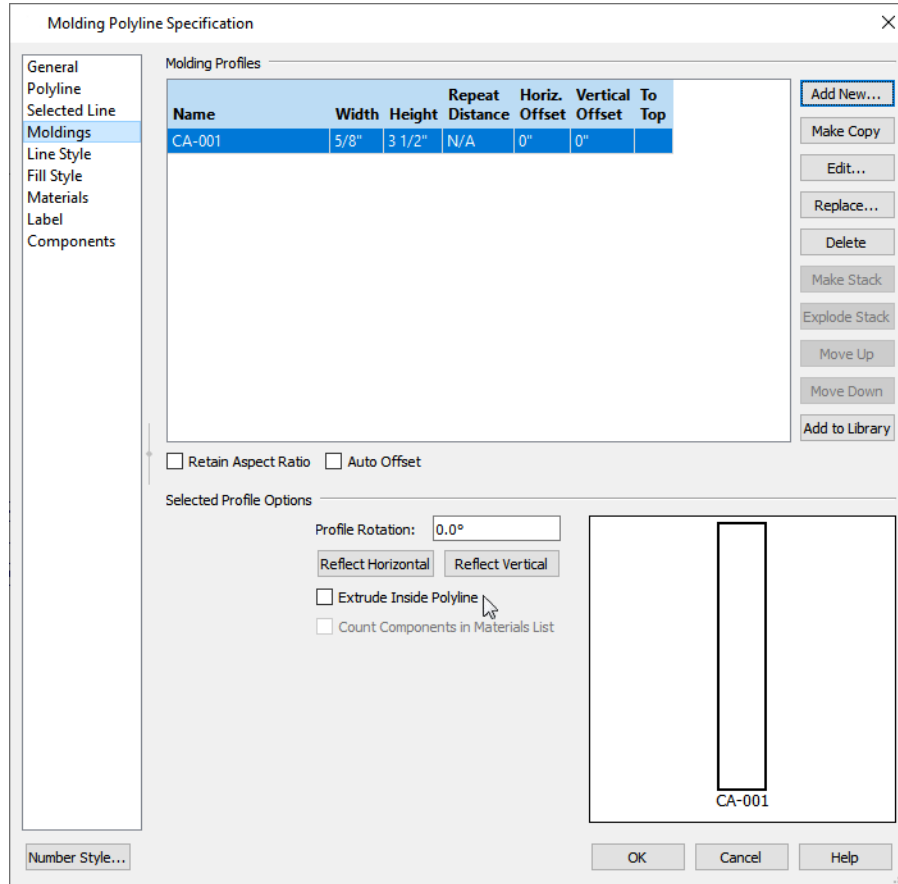 Molding Polyline Specification
General
Polyline
Selected Line
Moldings
Line Style
Fill Style
Materials
Label
Components
Number Style...
Molding Profiles
Name Width Height Repeat Distance Horiz. Offset Vertical Offset To Top
CA-001 5/8" 3 1/2" N/A 0" 0"
Add New...
Make Copy
Edit...
Replace...
Delete
Make Stack
Explode Stack
Move Up
Move Down
Add to Library
Retain Aspect Ratio Auto Offset
Selected Profile Options
Profile Rotation: 0.0°
Reflect Horizontal Reflect Vertical
Extrude Inside Polyline
Count Components in Materials List
CA-001
OK Cancel Help